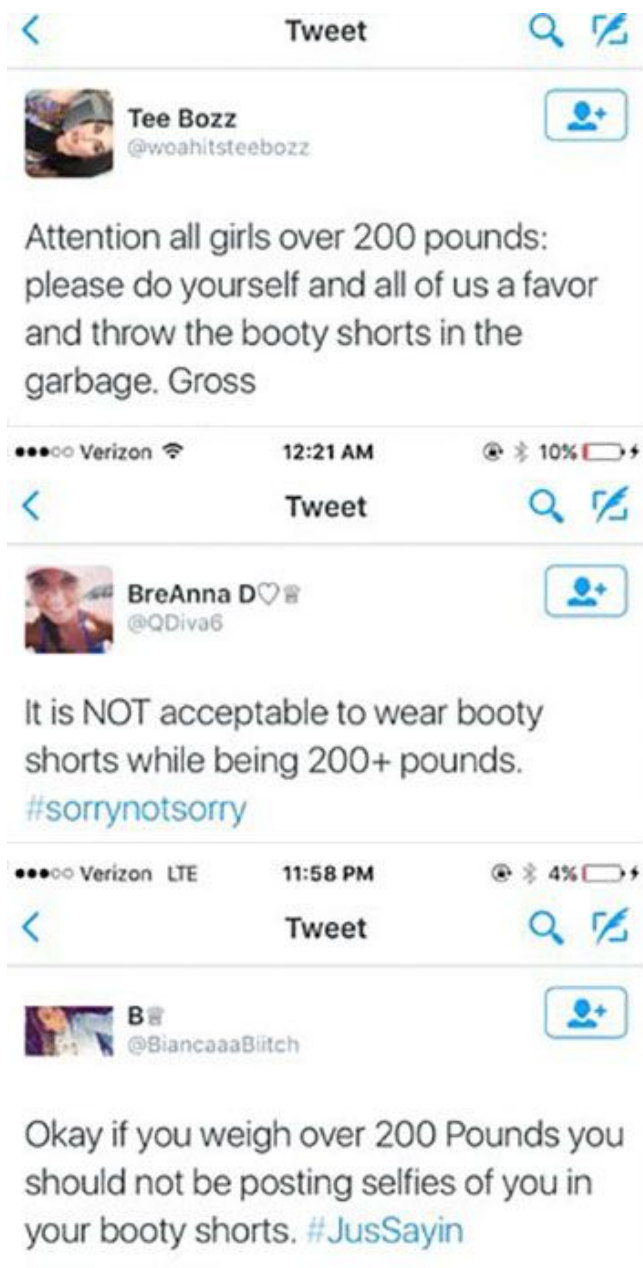 Tweet
Tee Bozz
@woahitsteebozz
Attention all girls over 200 pounds:
please do yourself and all of us a favor
and throw the booty shorts in the
garbage. Gross
Verizon 12:21 AM 10%
Tweet
BreAnna D♡♕
@QDiva6
It is NOT acceptable to wear booty
shorts while being 200+ pounds.
#sorrynotsorry
Verizon LTE 11:58 PM 4%
Tweet
B♕
@BiancaaaBiitch
Okay if you weigh over 200 Pounds you
should not be posting selfies of you in
your booty shorts. #JusSayin